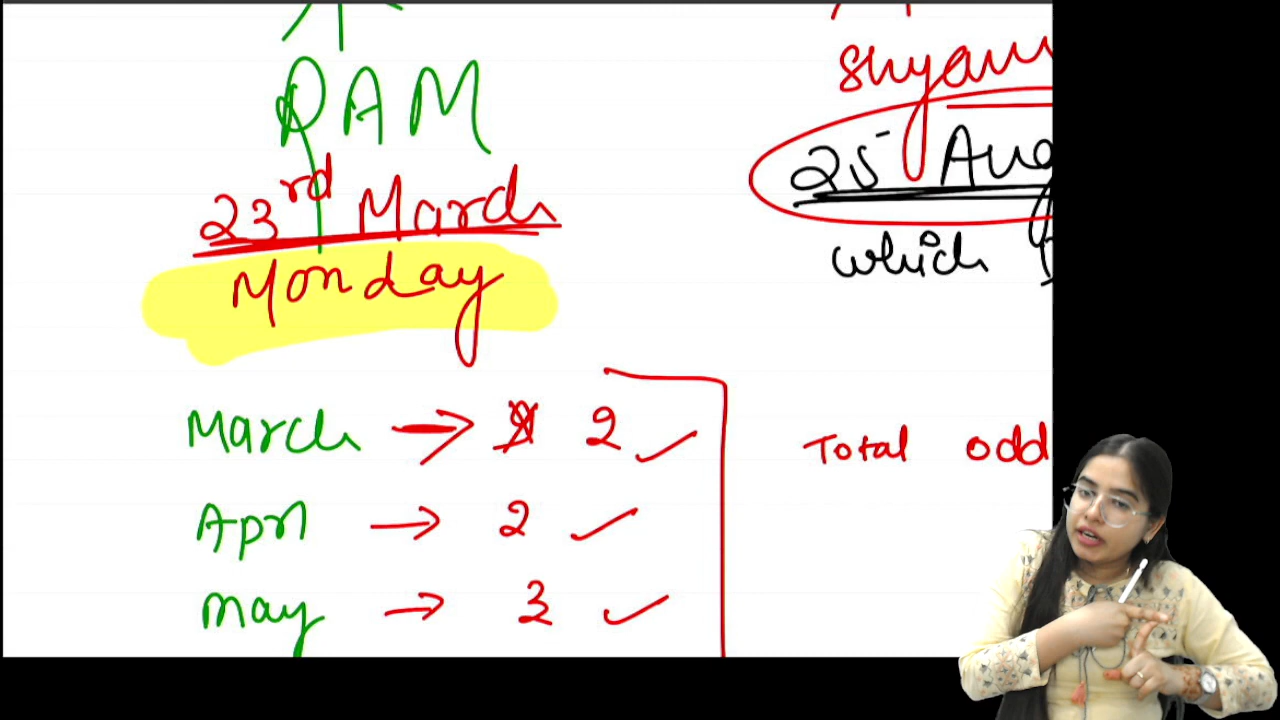 RAM
23rd March
Monday
shyam
25 Aug
which
March → 2
April → 2
May → 3
Total odd